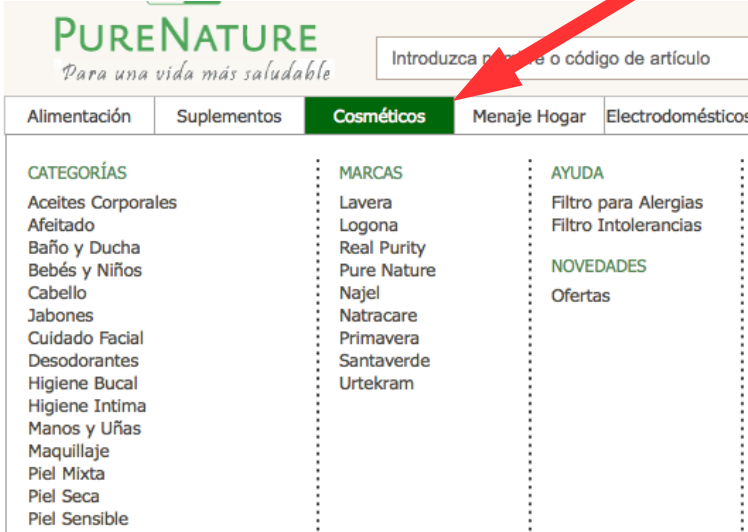 PURENATURE
Para una vida más saludable
Introduzca o código de artículo
Alimentación
Suplementos
Cosméticos
Menaje Hogar
Electrodomésticos
CATEGORÍAS
Aceites Corporales
Afeitado
Baño y Ducha
Bebés y Niños
Cabello
Jabones
Cuidado Facial
Desodorantes
Higiene Bucal
Higiene Intima
Manos y Uñas
Maquillaje
Piel Mixta
Piel Seca
Piel Sensible
MARCAS
Lavera
Logona
Real Purity
Pure Nature
Najel
Natracare
Primavera
Santaverde
Urtekram
AYUDA
Filtro para Alergias
Filtro Intolerancias
NOVEDADES
Ofertas